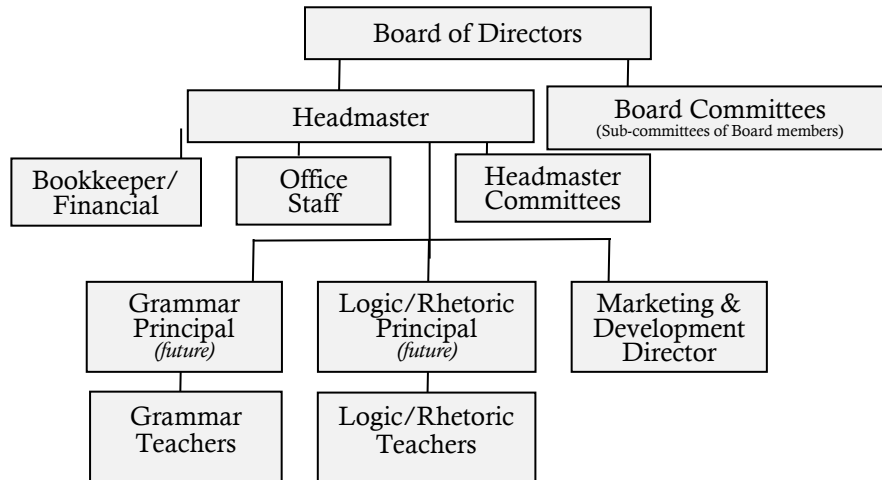 Board of Directors
Headmaster
Board Committees
(Sub-committees of Board members)
Bookkeeper/
Financial
Office
Staff
Headmaster
Committees
Grammar
Principal
(future)
Logic/Rhetoric
Principal
(future)
Marketing &
Development
Director
Grammar
Teachers
Logic/Rhetoric
Teachers